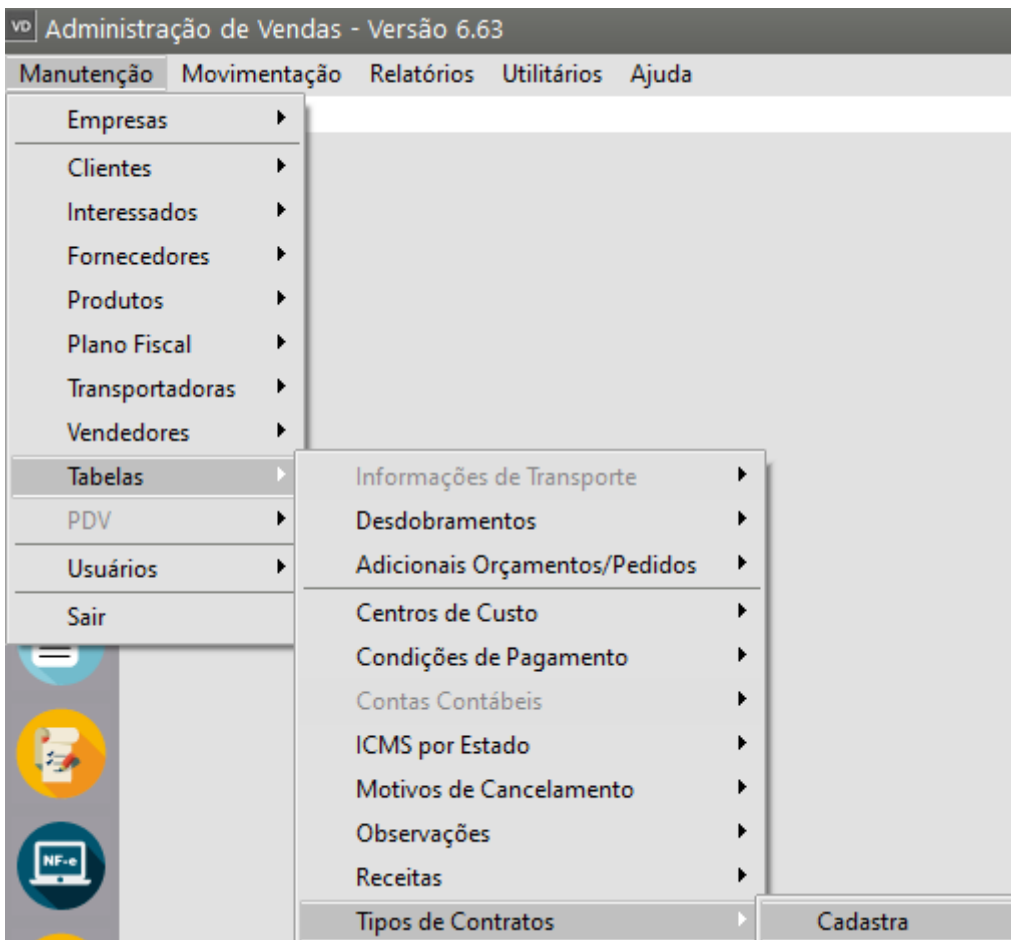 VD Administração de Vendas - Versão 6.63
Manutenção Movimentação Relatórios Utilitários Ajuda
Empresas
Clientes
Interessados
Fornecedores
Produtos
Plano Fiscal
Transportadoras
Vendedores
Tabelas
PDV
Usuários
Sair
Informações de Transporte
Desdobramentos
Adicionais Orçamentos/Pedidos
Centros de Custo
Condições de Pagamento
Contas Contábeis
ICMS por Estado
Motivos de Cancelamento
Observações
Receitas
Tipos de Contratos
Cadastra
NF-e